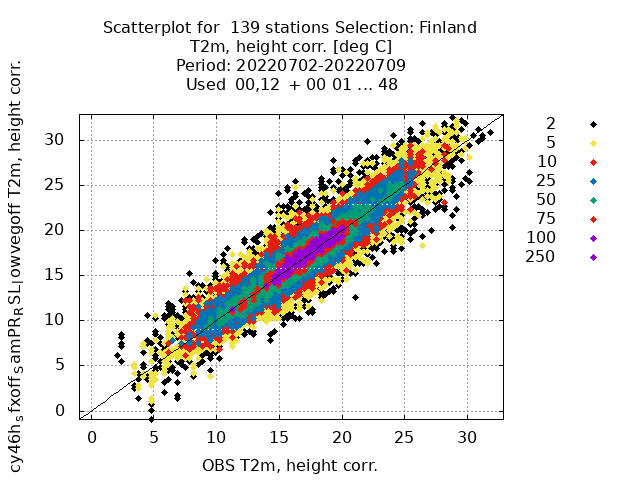 Scatterplot for 139 stations Selection: Finland
T2m, height corr. [deg C]
Period: 20220702-20220709
Used 00,12 + 00 01 ... 48
cy46h_sfxoff_samPR_RSL_lowvegoff T2m, height corr.
30
25
20
15
10
5
0
0 5 10 15 20 25 30
OBS T2m, height corr.
2
5
10
25
50
75
100
250